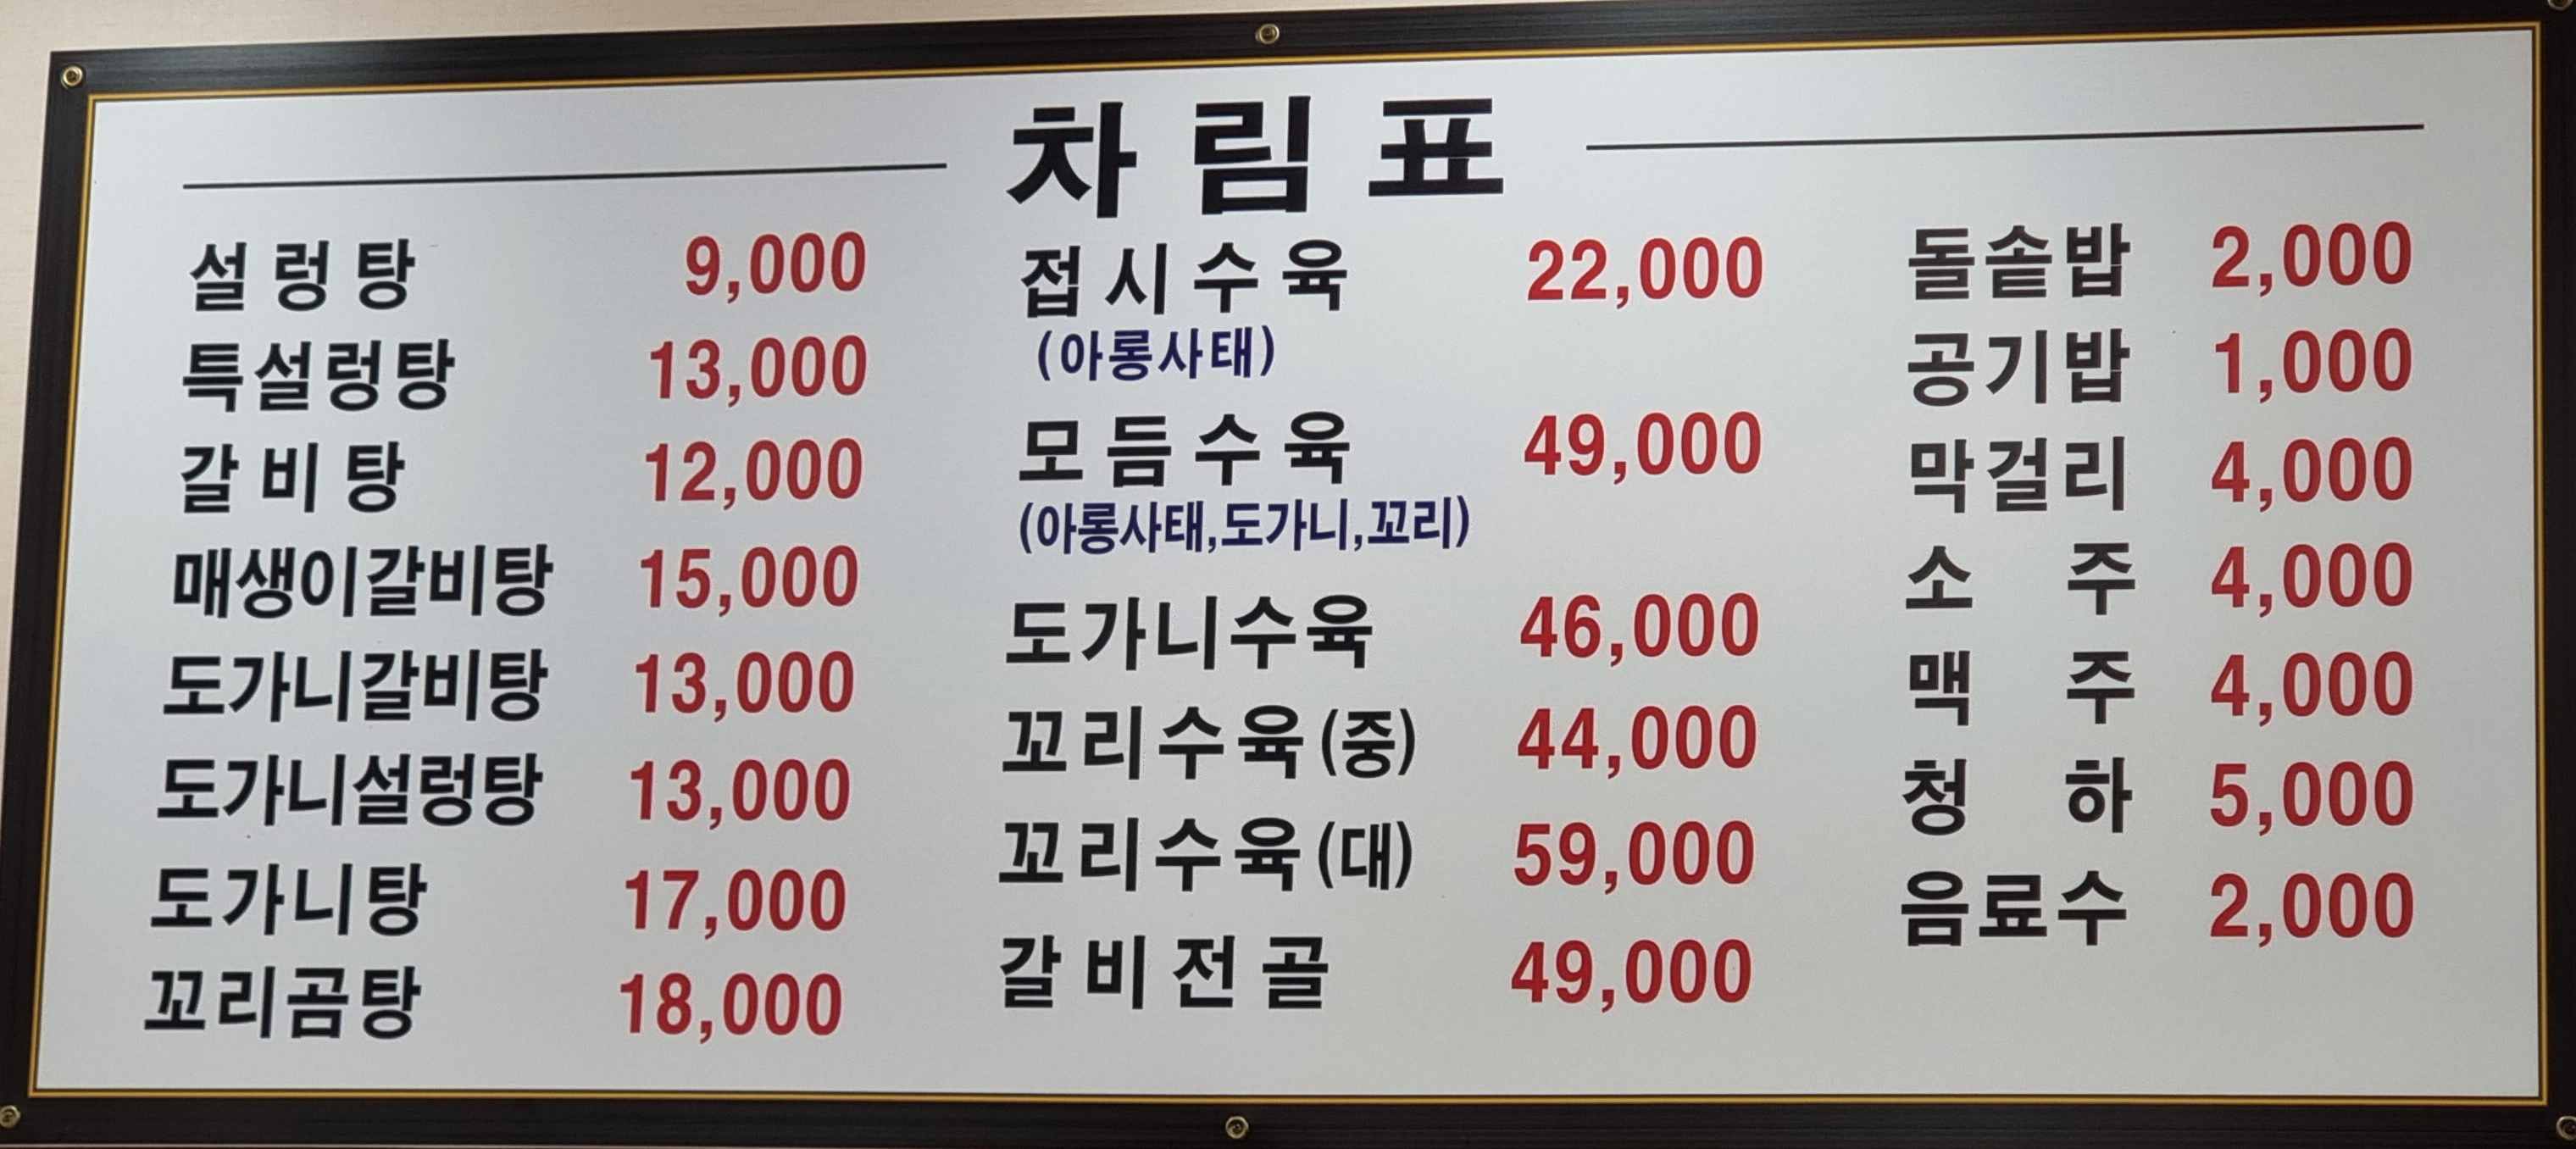 차림표
설렁탕 9,000
특설렁탕 13,000
갈비탕 12,000
매생이갈비탕 15,000
도가니갈비탕 13,000
도가니설렁탕 13,000
도가니탕 17,000
꼬리곰탕 18,000
접시수육 22,000
(아롱사태)
모듬수육 49,000
(아롱사태,도가니,꼬리)
도가니수육 46,000
꼬리수육(중) 44,000
꼬리수육(대) 59,000
갈비전골 49,000
돌솥밥 2,000
공기밥 1,000
막걸리 4,000
소주 4,000
맥주 4,000
청하 5,000
음료수 2,000